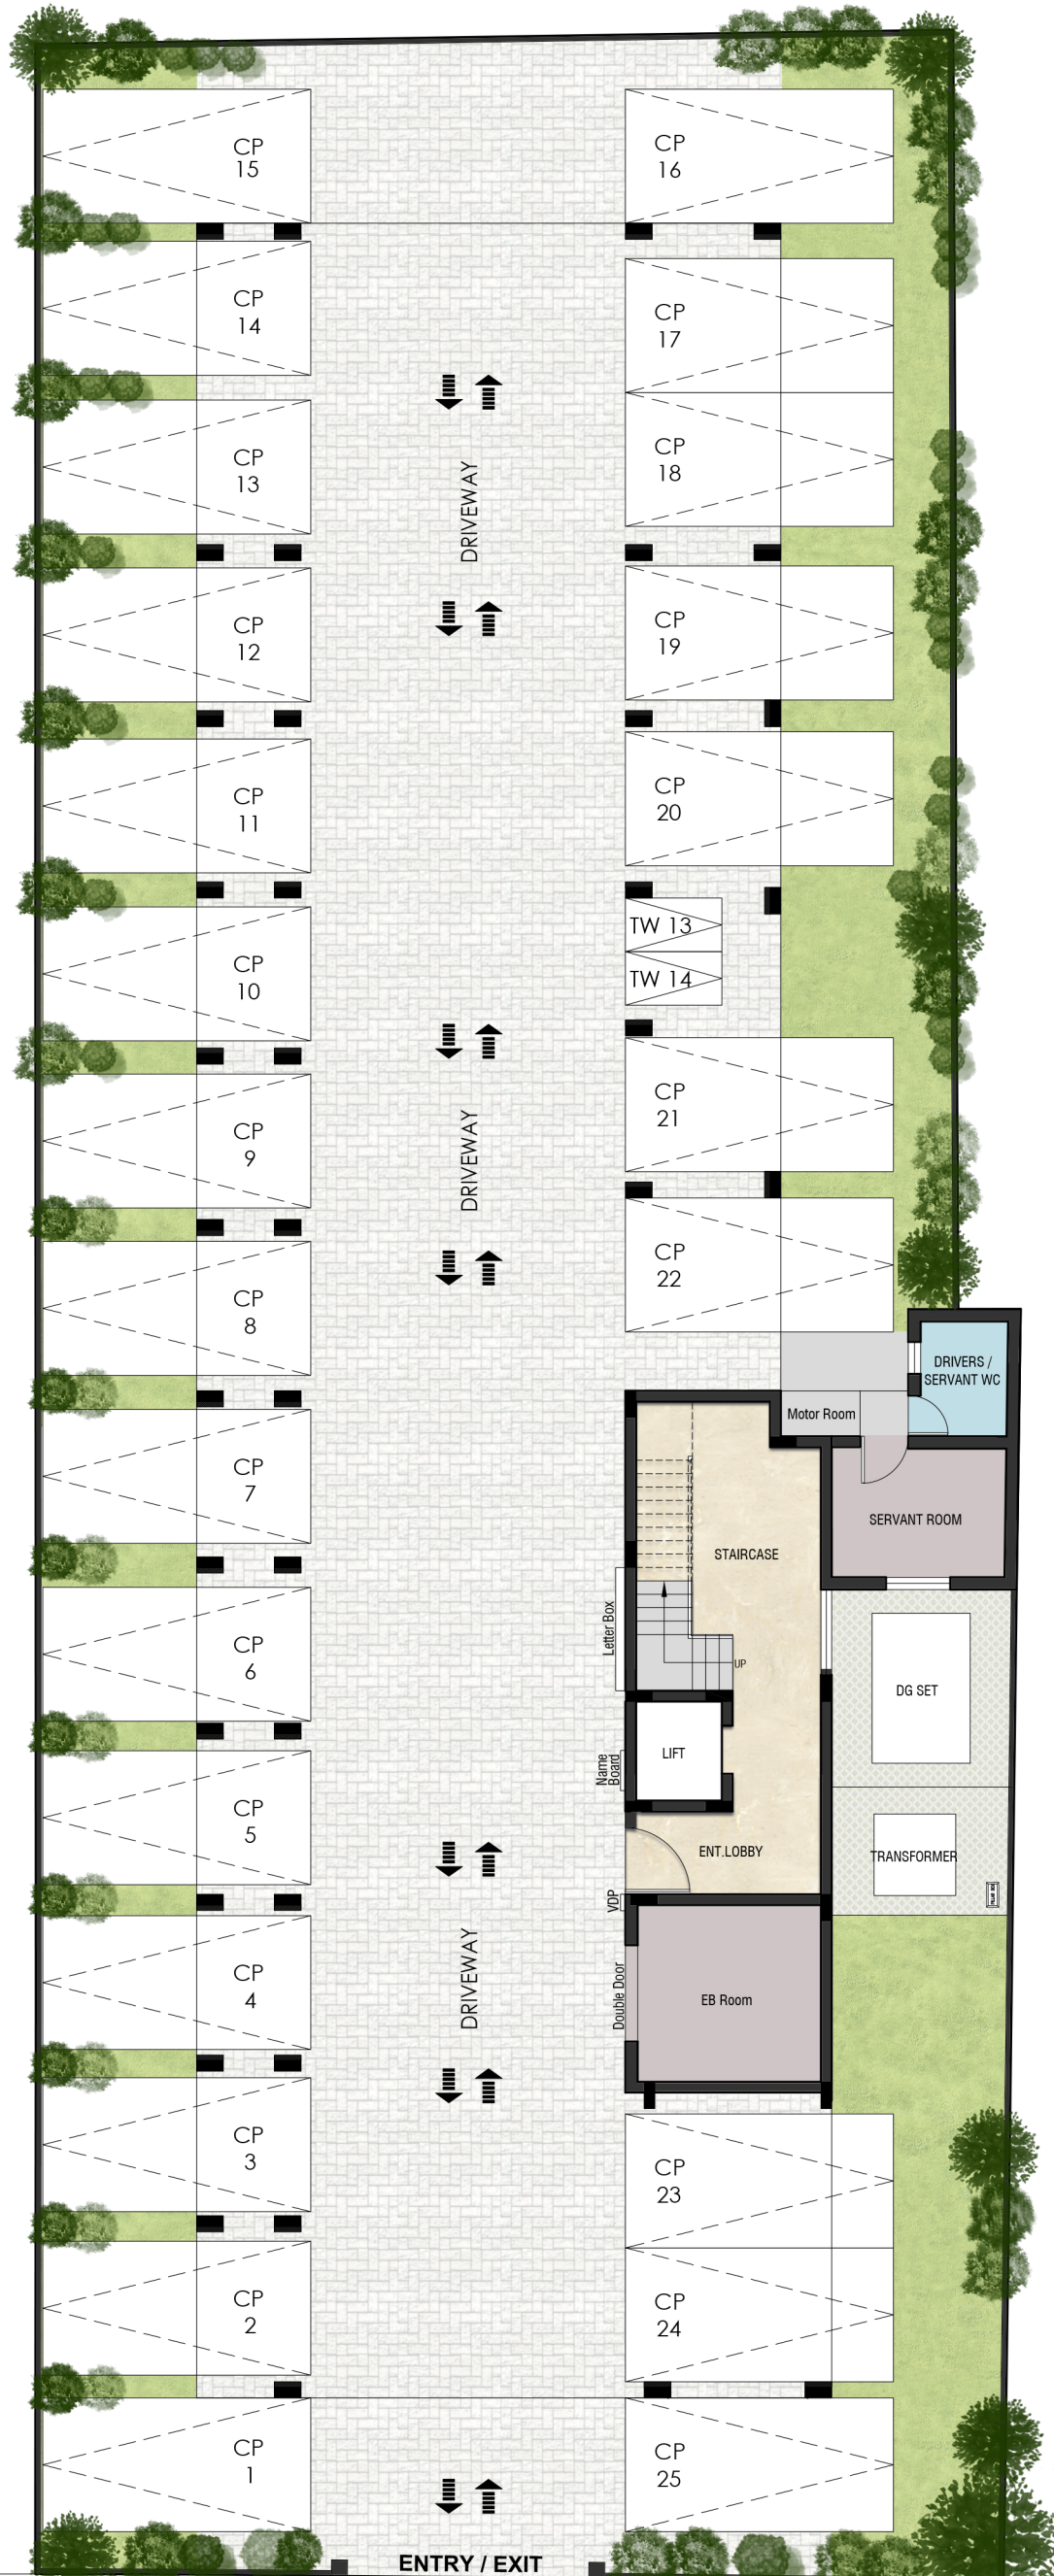 CP
15
CP
16
CP
14
CP
17
CP
13
CP
18
DRIVEWAY
CP
12
CP
19
CP
11
CP
20
TW 13
TW 14
CP
10
CP
9
CP
21
DRIVEWAY
CP
8
CP
22
DRIVERS /
SERVANT WC
Motor Room
CP
7
SERVANT ROOM
STAIRCASE
Letter Box
CP
6
UP
DG SET
LIFT
Name
Board
CP
5
ENT.LOBBY
TRANSFORMER
VDP
CP
4
DRIVEWAY
Double Door
EB Room
CP
3
CP
23
CP
2
CP
24
CP
1
CP
25
ENTRY / EXIT